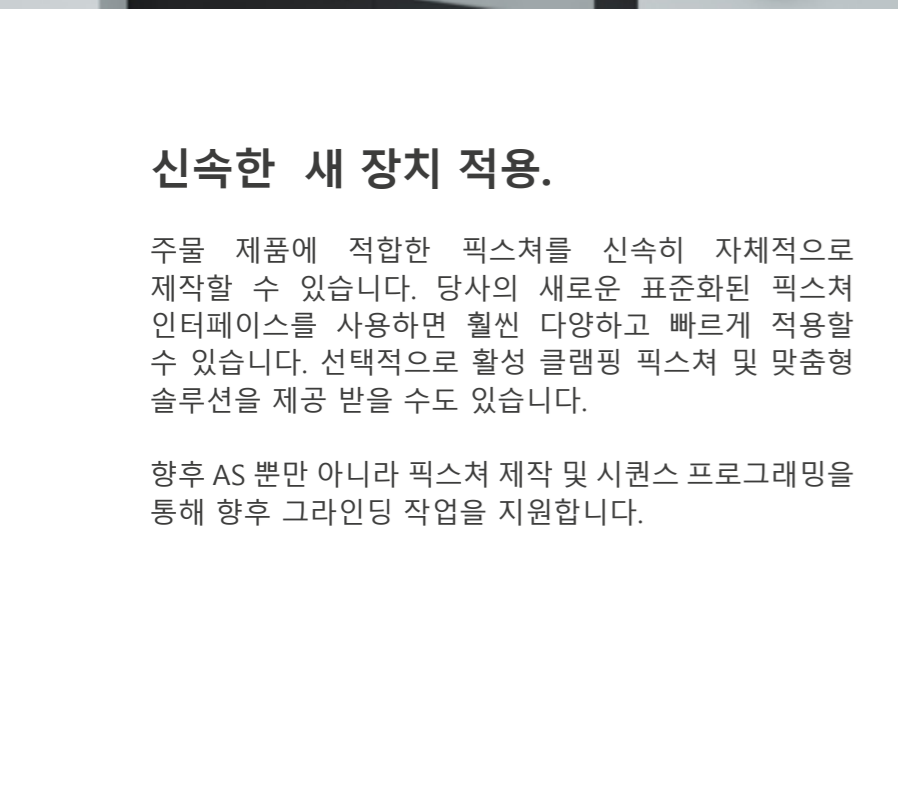 신속한 새 장치 적용.
주물 제품에 적합한 픽스쳐를 신속히 자체적으로
제작할 수 있습니다. 당사의 새로운 표준화된 픽스쳐
인터페이스를 사용하면 훨씬 다양하고 빠르게 적용할
수 있습니다. 선택적으로 활성 클램핑 픽스쳐 및 맞춤형
솔루션을 제공 받을 수도 있습니다.
향후 AS 뿐만 아니라 픽스쳐 제작 및 시퀀스 프로그래밍을
통해 향후 그라인딩 작업을 지원합니다.